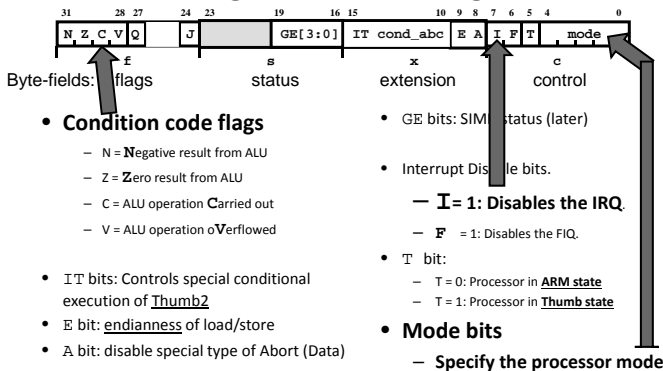 31 28 27 24 23 19 16 15 10 9 8 7 6 5 4 0
N Z C V Q J GE[3:0] IT cond_abc E A I F T mode
f s x c
Byte-fields: flags status extension control
• Condition code flags
– N = Negative result from ALU
– Z = Zero result from ALU
– C = ALU operation Carried out
– V = ALU operation oVerflowed
• IT bits: Controls special conditional
execution of Thumb2
• E bit: endianness of load/store
• A bit: disable special type of Abort (Data)
• GE bits: status (later)
• Interrupt bits.
– I= 1: Disables the IRQ.
– F = 1: Disables the FIQ.
• T bit:
– T = 0: Processor in ARM state
– T = 1: Processor in Thumb state
• Mode bits
– Specify the processor mode